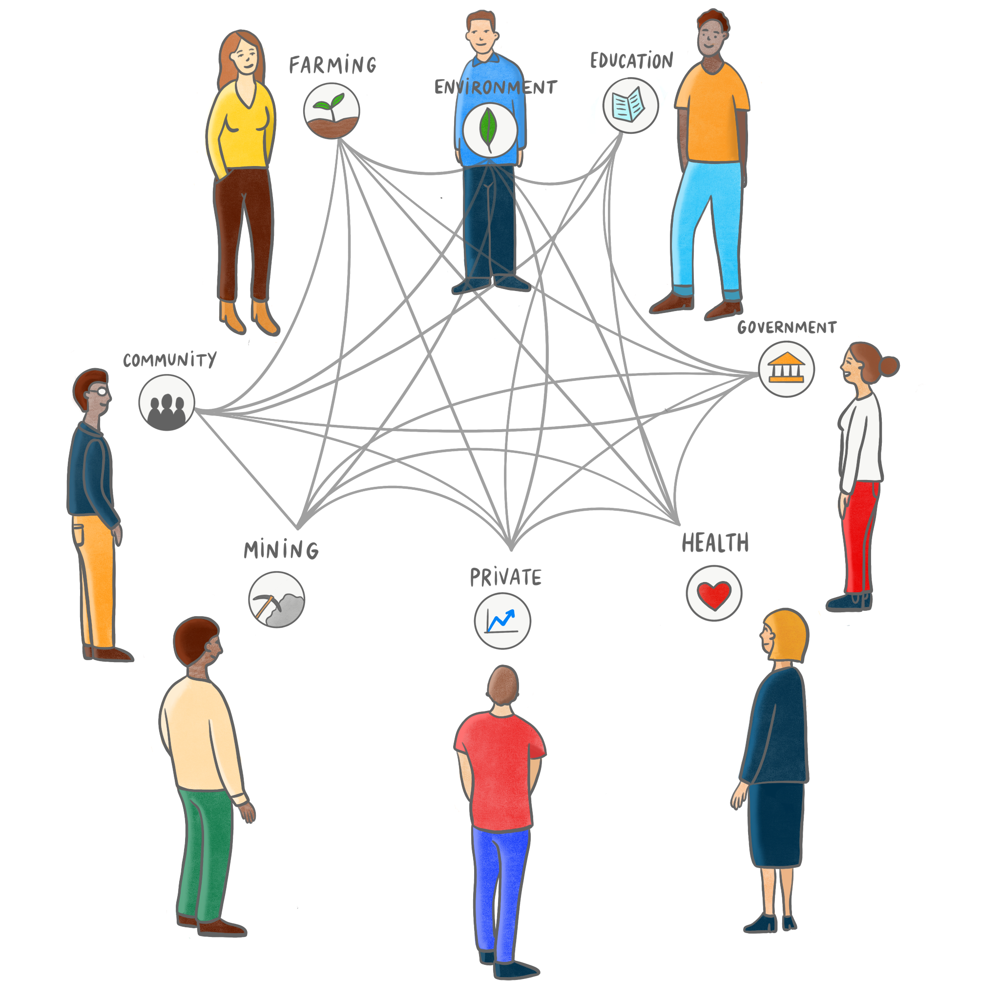 FARMING
ENVIRONMENT
EDUCATION
GOVERNMENT
COMMUNITY
MINING
PRIVATE
HEALTH